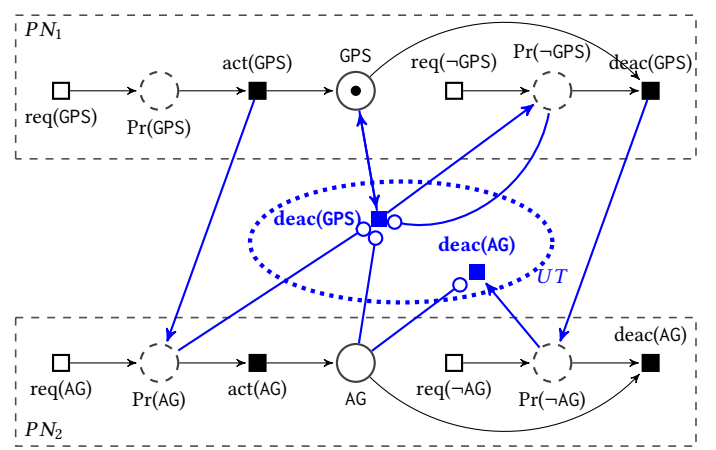 PN₁
GPS
req(¬GPS)
Pr(¬GPS)
act(GPS)
deac(GPS)
req(GPS)
Pr(GPS)
deac(GPS)
deac(AG)
UT
deac(AG)
req(AG)
Pr(AG)
act(AG)
AG
req(¬AG)
Pr(¬AG)
PN₂